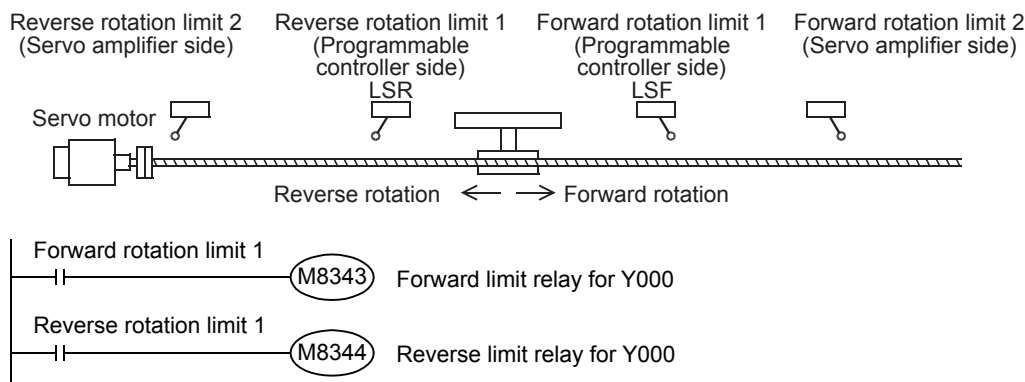 Reverse rotation limit 2
(Servo amplifier side)
Reverse rotation limit 1
(Programmable
controller side)
LSR
Forward rotation limit 1
(Programmable
controller side)
LSF
Forward rotation limit 2
(Servo amplifier side)
Servo motor
Reverse rotation
Forward rotation
Forward rotation limit 1
M8343
Forward limit relay for Y000
Reverse rotation limit 1
M8344
Reverse limit relay for Y000